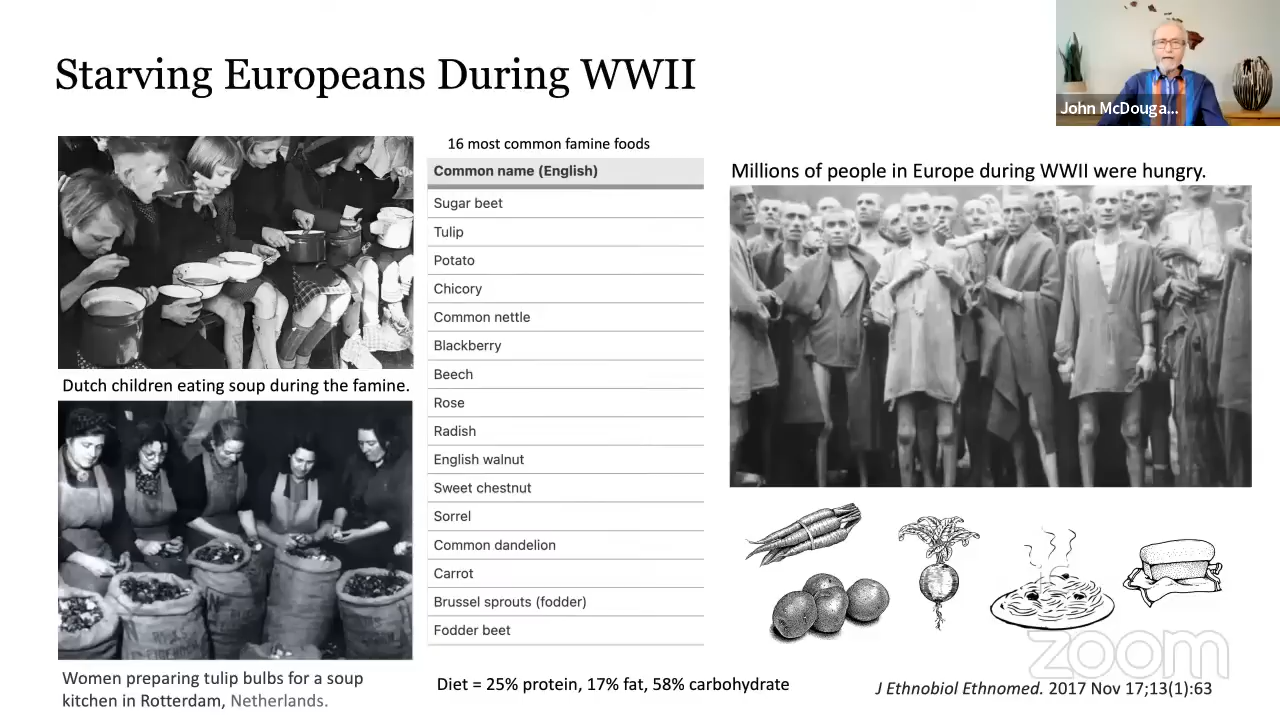 Starving Europeans During WWII
John McDouga...
Dutch children eating soup during the famine.
Women preparing tulip bulbs for a soup
kitchen in Rotterdam, Netherlands.
16 most common famine foods
Common name (English)
Sugar beet
Tulip
Potato
Chicory
Common nettle
Blackberry
Beech
Rose
Radish
English walnut
Sweet chestnut
Sorrel
Common dandelion
Carrot
Brussel sprouts (fodder)
Fodder beet
Diet = 25% protein, 17% fat, 58% carbohydrate
Millions of people in Europe during WWII were hungry.
zoom
J Ethnobiol Ethnomed. 2017 Nov 17;13(1):63